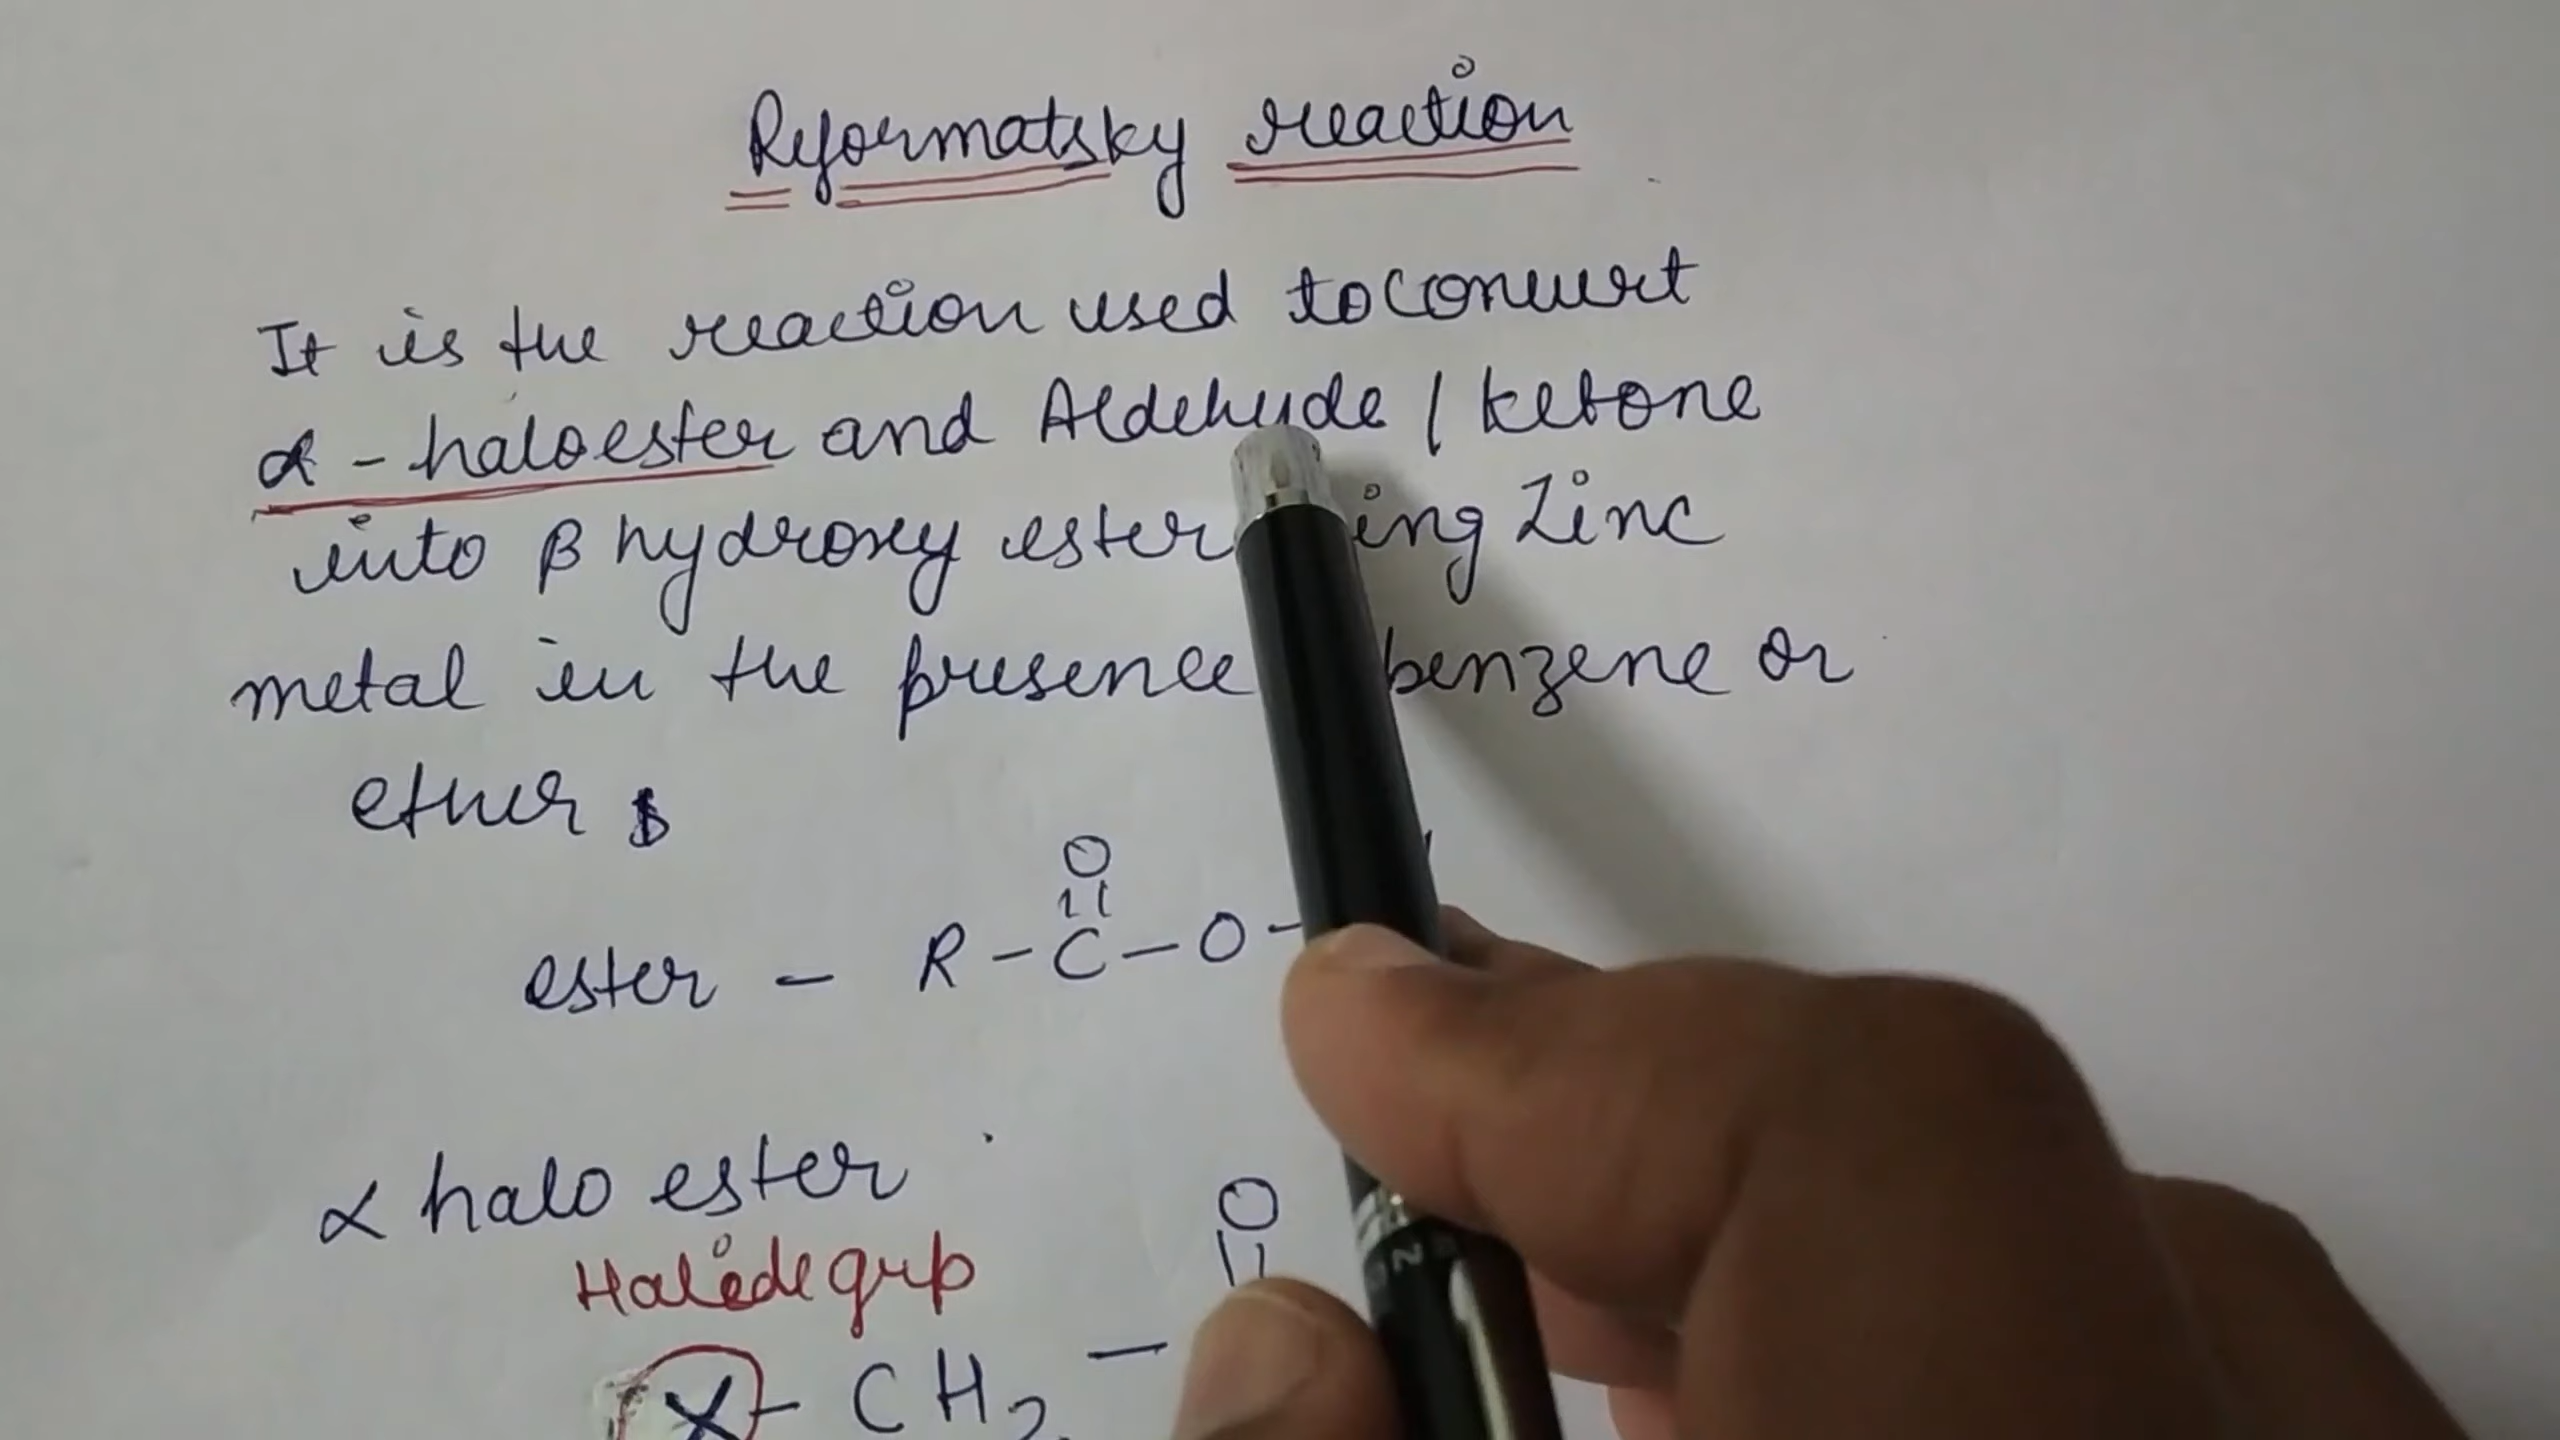 Reformatsky reaction
It is the reaction used to convert
α - haloester and Aldehyde / ketone
into β hydroxy ester ing Zinc
metal in the presence benzene or
ether
O
ester - R - C - O -
α halo ester
O
Halide grp
X - CH2 -